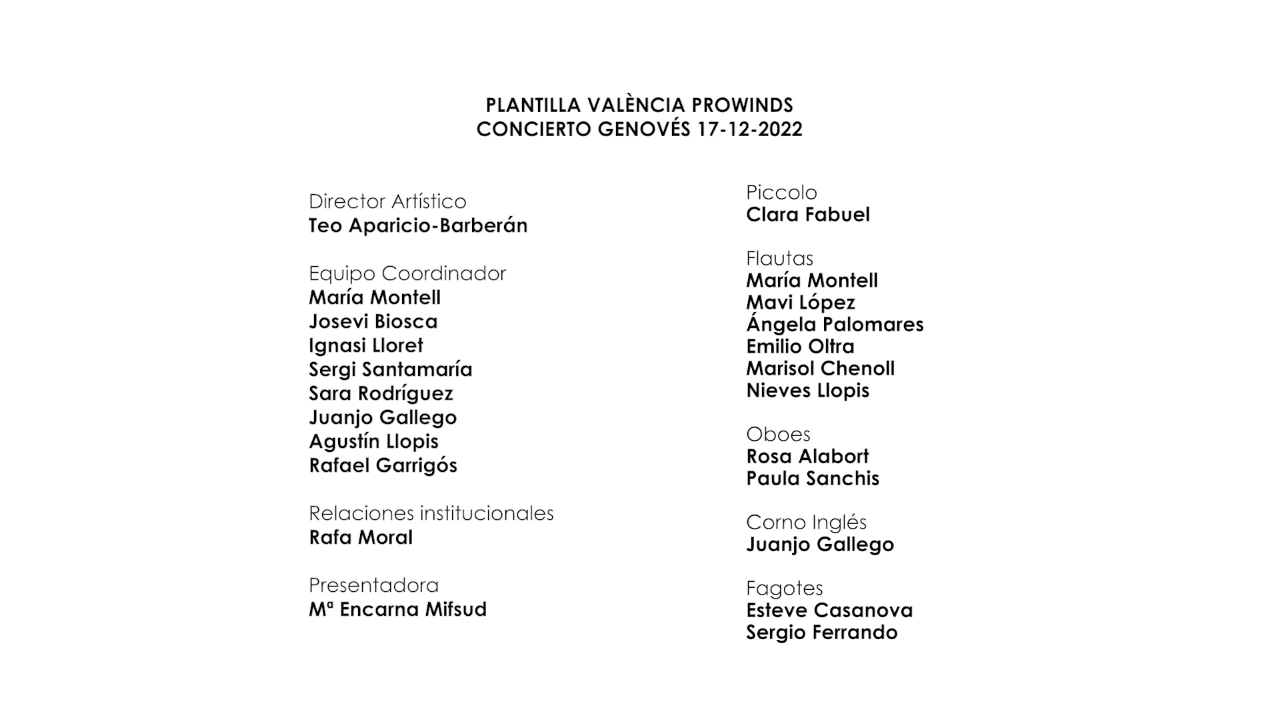 PLANTILLA VALÈNCIA PROWINDS
CONCIERTO GENOVÉS 17-12-2022
Director Artístico
Teo Aparicio-Barberán
Equipo Coordinador
María Montell
Josevi Biosca
Ignasi Lloret
Sergi Santamaría
Sara Rodríguez
Juanjo Gallego
Agustín Llopis
Rafael Garrigós
Relaciones institucionales
Rafa Moral
Presentadora
Mª Encarna Mifsud
Piccolo
Clara Fabuel
Flautas
María Montell
Mavi López
Ángela Palomares
Emilio Oltra
Marisol Chenoll
Nieves Llopis
Oboes
Rosa Alabort
Paula Sanchis
Corno Inglés
Juanjo Gallego
Fagotes
Esteve Casanova
Sergio Ferrando